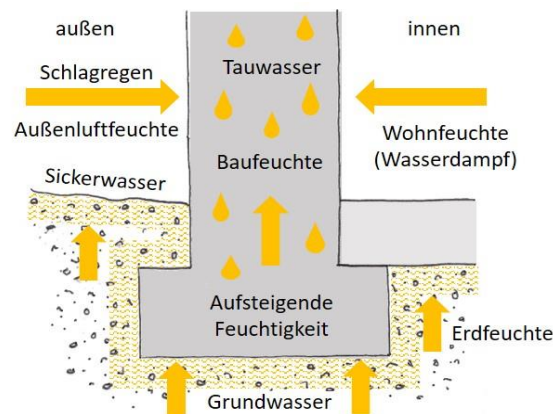 außen
innen
Schlagregen
Tauwasser
Außenluftfeuchte
Wohnfeuchte
(Wasserdampf)
Baufeuchte
Sickerwasser
Aufsteigende
Feuchtigkeit
Erdfeuchte
Grundwasser